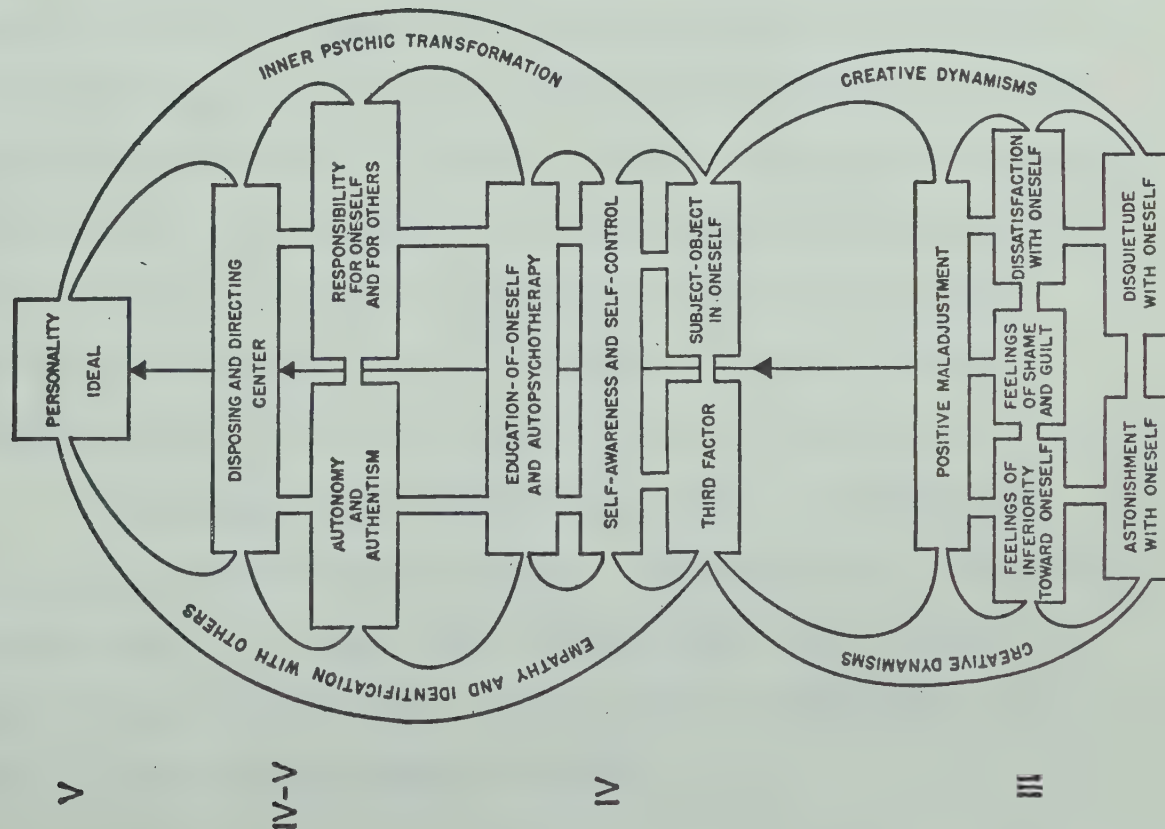 V
PERSONALITY
IDEAL
INNER PSYCHIC TRANSFORMATION
EMPATHY AND IDENTIFICATION WITH OTHERS
IV-V
DISPOSING AND DIRECTING
CENTER
AUTONOMY
AND
AUTHENTISM
RESPONSIBILITY
FOR ONESELF
AND FOR OTHERS
EDUCATION-OF-ONESELF
AND AUTOPSYCHOTHERAPY
IV
SELF-AWARENESS AND SELF-CONTROL
THIRD FACTOR
SUBJECT-OBJECT
IN ONESELF
CREATIVE DYNAMISMS
CREATIVE DYNAMISMS
POSITIVE MALADJUSTMENT
III
FEELINGS OF
INFERIORITY
TOWARD ONESELF
FEELINGS
OF SHAME
AND GUILT
DISSATISFACTION
WITH ONESELF
ASTONISHMENT
WITH ONESELF
DISQUIETUDE
WITH ONESELF